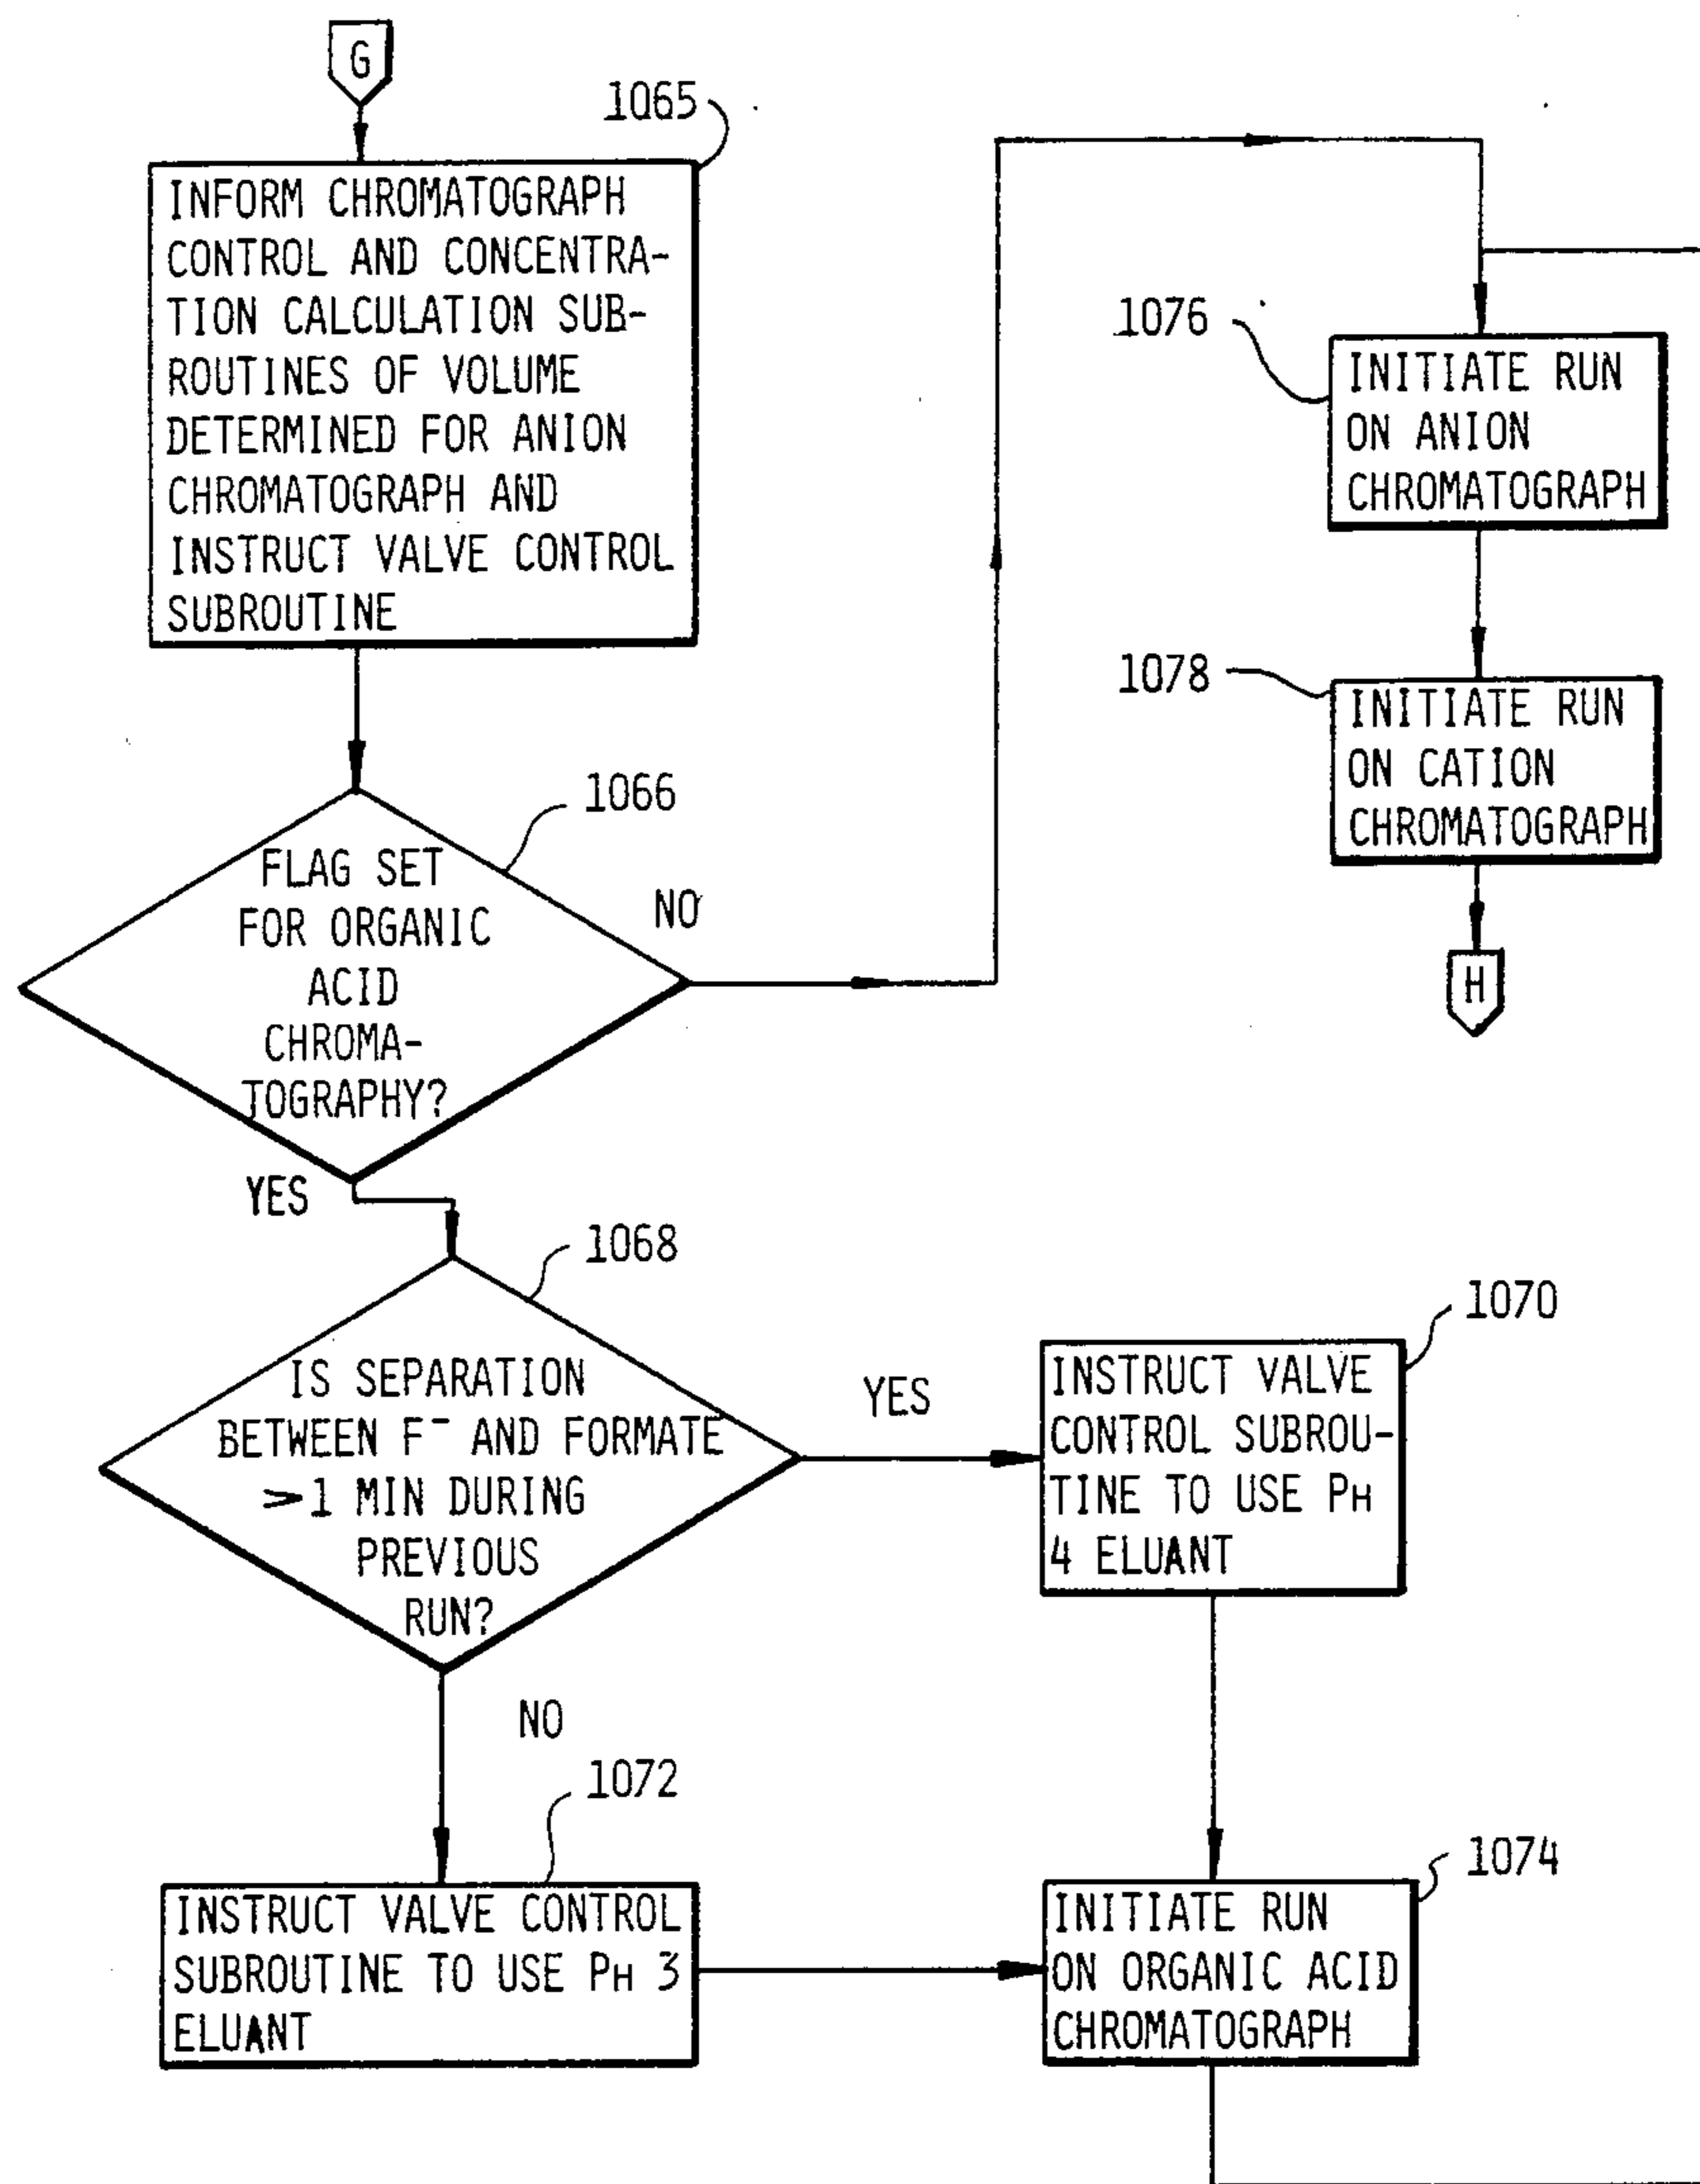 G
1065
INFORM CHROMATOGRAPH
CONTROL AND CONCENTRA-
TION CALCULATION SUB-
ROUTINES OF VOLUME
DETERMINED FOR ANION
CHROMATOGRAPH AND
INSTRUCT VALVE CONTROL
SUBROUTINE
1066
FLAG SET
FOR ORGANIC
ACID
CHROMA-
TOGRAPHY?
NO
YES
1068
IS SEPARATION
BETWEEN F⁻ AND FORMATE
>1 MIN DURING
PREVIOUS
RUN?
YES
NO
1070
INSTRUCT VALVE
CONTROL SUBROU-
TINE TO USE PH
4 ELUANT
1072
INSTRUCT VALVE CONTROL
SUBROUTINE TO USE PH 3
ELUANT
1074
INITIATE RUN
ON ORGANIC ACID
CHROMATOGRAPH
1076
INITIATE RUN
ON ANION
CHROMATOGRAPH
1078
INITIATE RUN
ON CATION
CHROMATOGRAPH
H